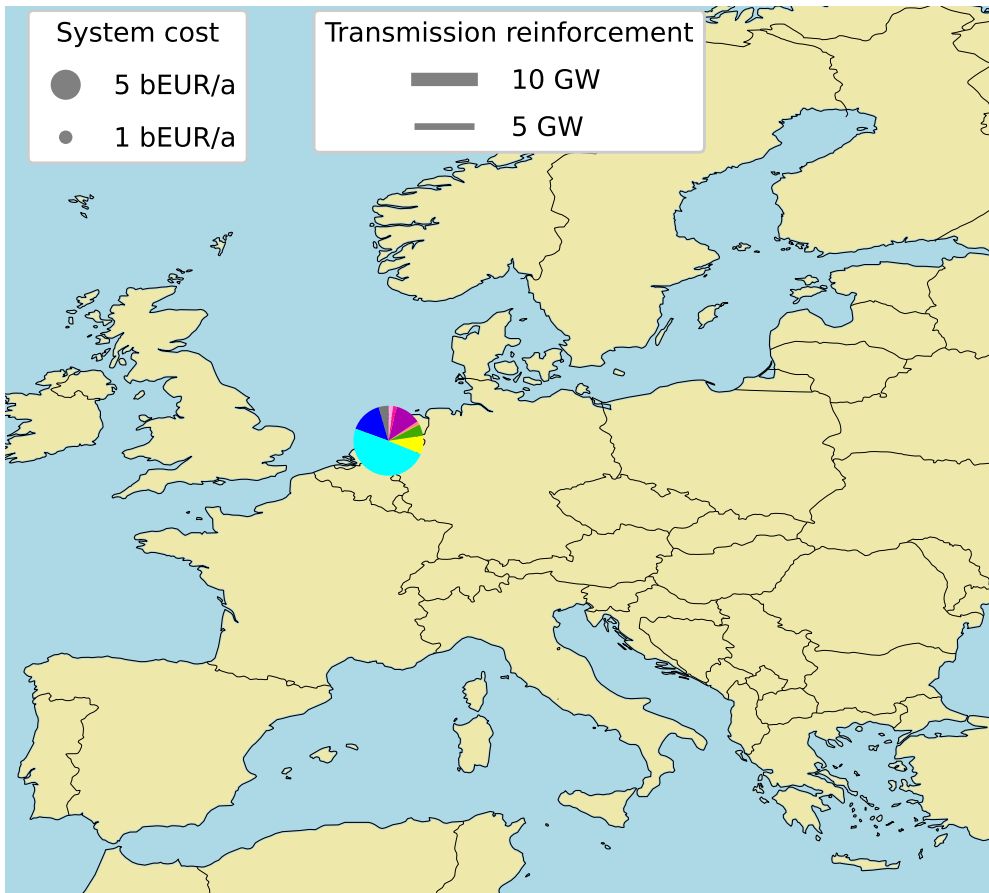 System cost
5 bEUR/a
1 bEUR/a
Transmission reinforcement
10 GW
5 GW